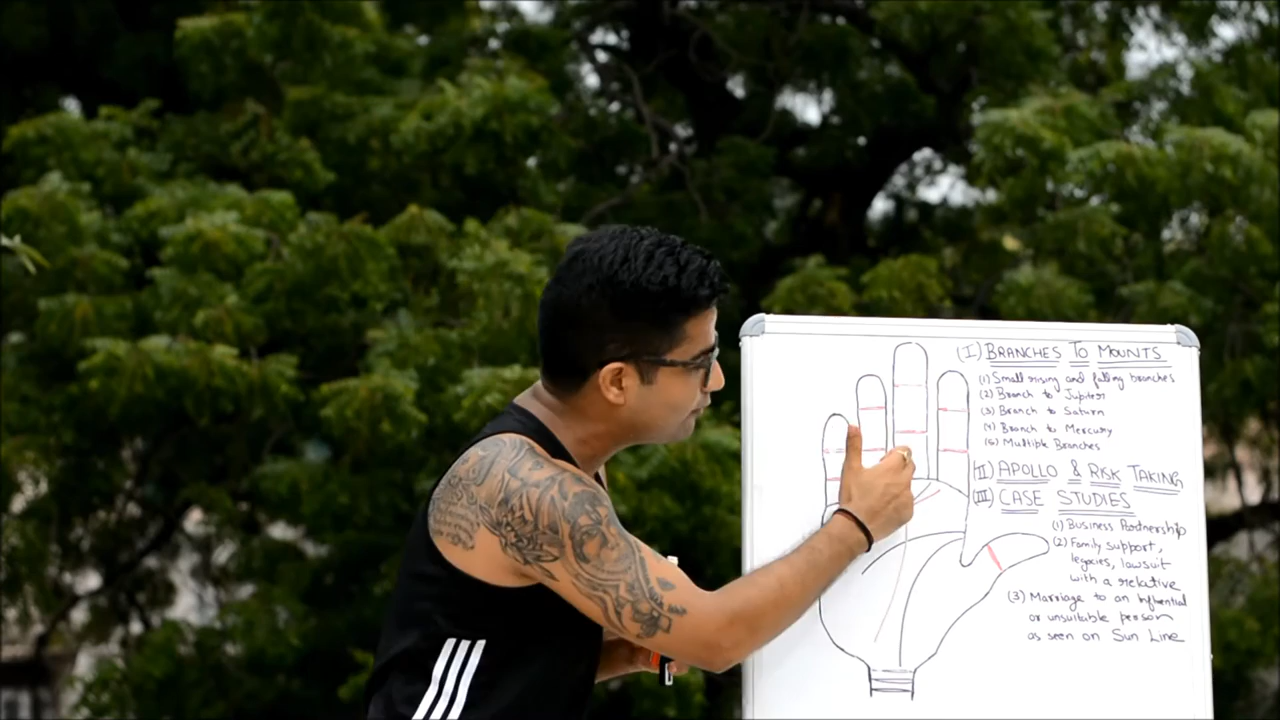 (I) BRANCHES TO MOUNTS
(1) Small rising and falling branches
(2) Branch to Jupiter
(3) Branch to Saturn
(4) Branch to Mercury
(5) Multiple Branches
(II) APOLLO & RISK TAKING
(III) CASE STUDIES
(1) Business Partnership
(2) Family support,
legacies, lawsuit
with a relative
(3) Marriage to an influential
or unsuitable person
as seen on Sun Line